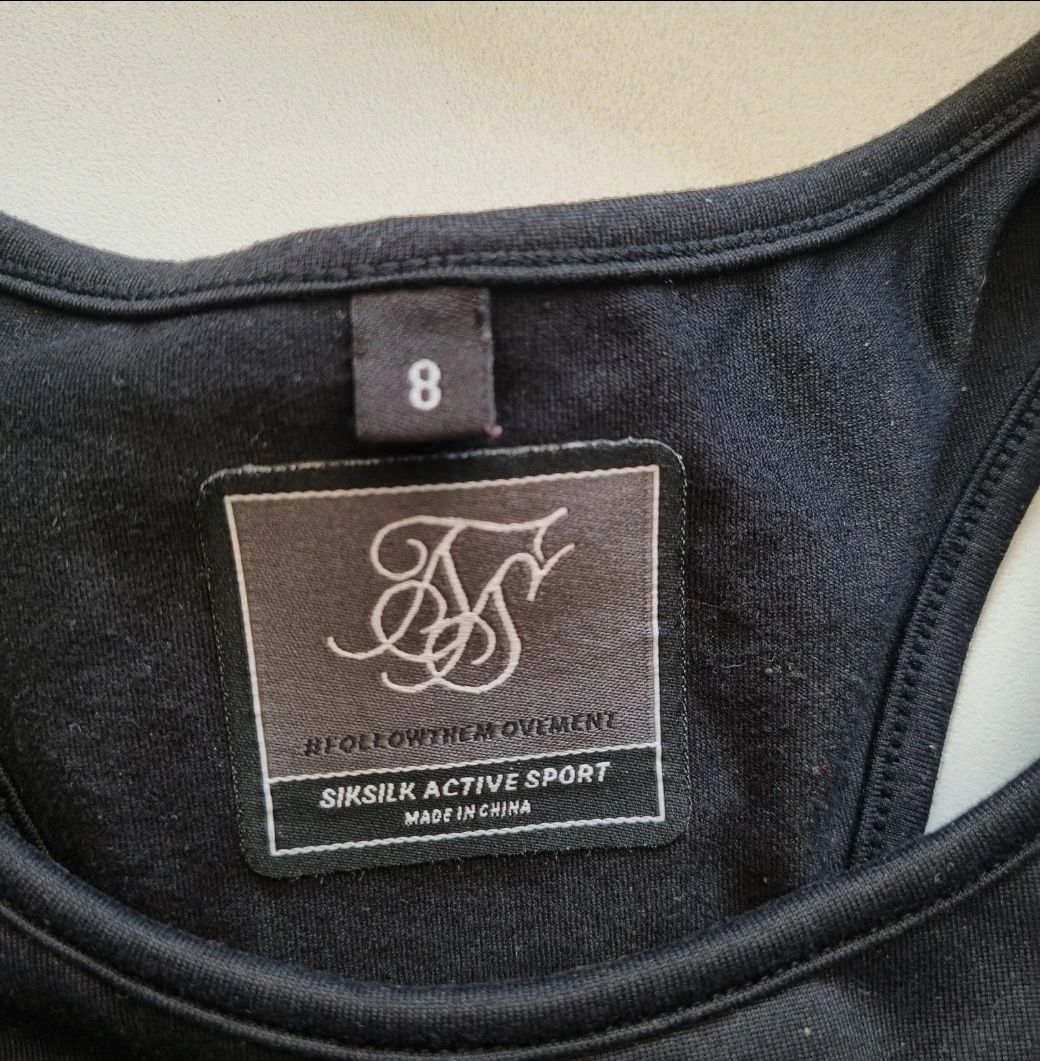 8
#FOLLOWTHEMOVEMENT
SIKSILK ACTIVE SPORT
MADE IN CHINA